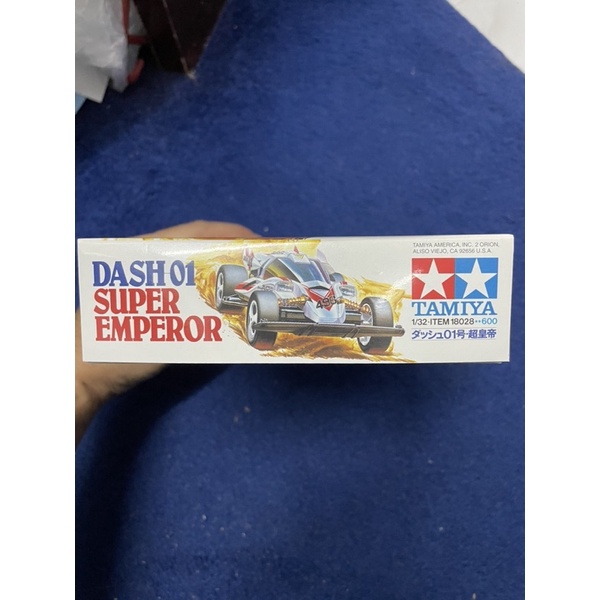 DASH 01
SUPER
EMPEROR
TAMIYA AMERICA, INC. 2 ORION,
ALISO VIEJO, CA 92656 U.S.A.
TAMIYA
1/32・ITEM 18028・・600
ダッシュ01号・超皇帝